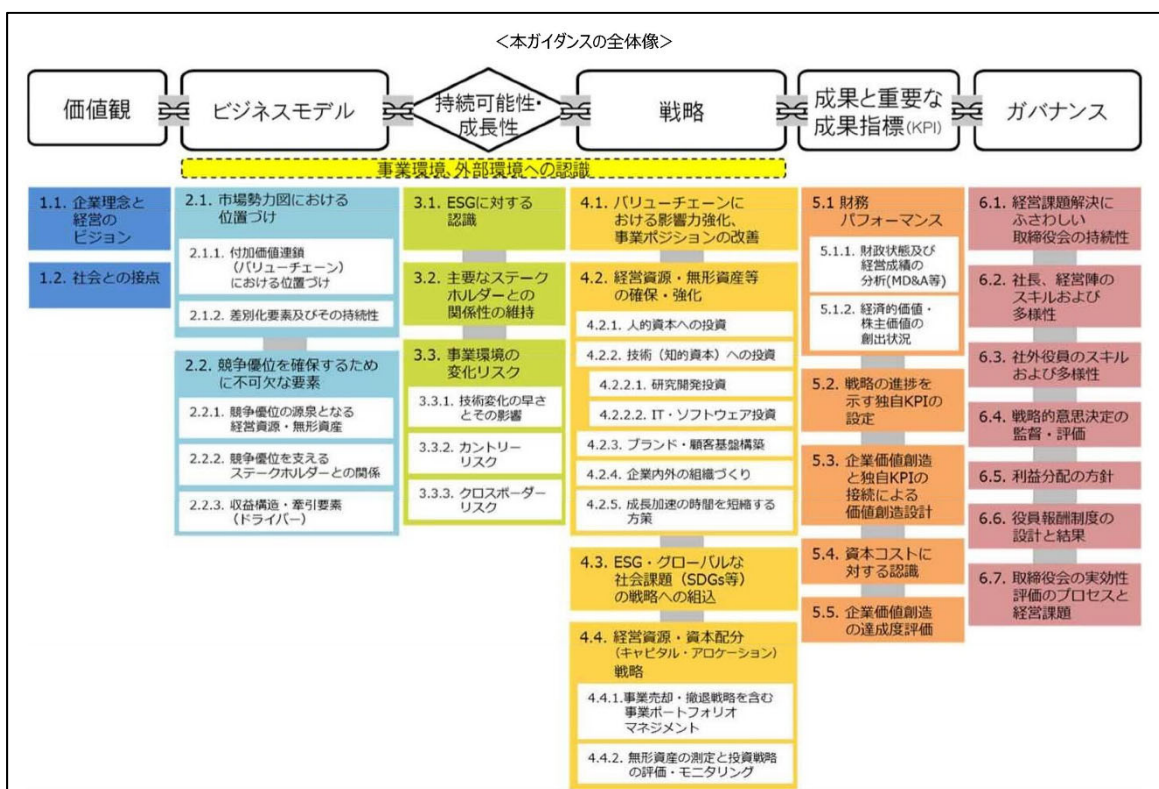 ＜本ガイダンスの全体像＞
価値観
ビジネスモデル
持続可能性・
成長性
戦略
成果と重要な
成果指標(KPI)
ガバナンス
事業環境、外部環境への認識
1.1. 企業理念と
経営の
ビジョン
1.2. 社会との接点
2.1. 市場勢力図における
位置づけ
2.1.1. 付加価値連鎖
（バリューチェーン）
における位置づけ
2.1.2. 差別化要素及びその持続性
2.2. 競争優位を確保するため
に不可欠な要素
2.2.1. 競争優位の源泉となる
経営資源・無形資産
2.2.2. 競争優位を支える
ステークホルダーとの関係
2.2.3. 収益構造・牽引要素
（ドライバー）
3.1. ESGに対する
認識
3.2. 主要なステーク
ホルダーとの
関係性の維持
3.3. 事業環境の
変化リスク
3.3.1. 技術変化の早さ
とその影響
3.3.2. カントリー
リスク
3.3.3. クロスボーダー
リスク
4.1. バリューチェーンに
おける影響力強化、
事業ポジションの改善
4.2. 経営資源・無形資産等
の確保・強化
4.2.1. 人的資本への投資
4.2.2. 技術（知的資本）への投資
4.2.2.1. 研究開発投資
4.2.2.2. IT・ソフトウェア投資
4.2.3. ブランド・顧客基盤構築
4.2.4. 企業内外の組織づくり
4.2.5. 成長加速の時間を短縮する
方策
4.3. ESG・グローバルな
社会課題（SDGs等）
の戦略への組込
4.4. 経営資源・資本配分
（キャピタル・アロケーション）
戦略
4.4.1.事業売却・撤退戦略を含む
事業ポートフォリオ
マネジメント
4.4.2. 無形資産の測定と投資戦略
の評価・モニタリング
5.1 財務
パフォーマンス
5.1.1. 財政状態及び
経営成績の
分析(MD&A等)
5.1.2. 経済的価値・
株主価値の
創出状況
5.2. 戦略の進捗を
示す独自KPIの
設定
5.3. 企業価値創造
と独自KPIの
接続による
価値創造設計
5.4. 資本コストに
対する認識
5.5. 企業価値創造
の達成度評価
6.1. 経営課題解決に
ふさわしい
取締役会の持続性
6.2. 社長、経営陣の
スキルおよび
多様性
6.3. 社外役員のスキル
および多様性
6.4. 戦略的意思決定の
監督・評価
6.5. 利益分配の方針
6.6. 役員報酬制度の
設計と結果
6.7. 取締役会の実効性
評価のプロセスと
経営課題